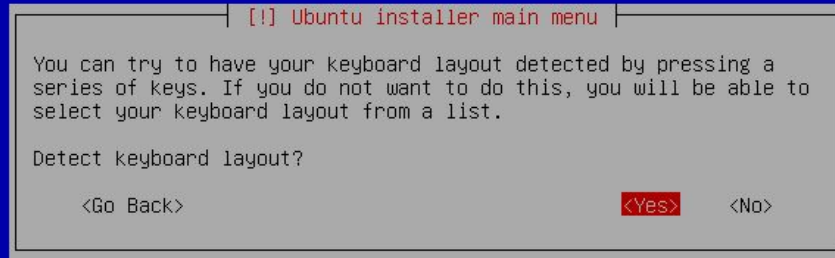 [!] Ubuntu installer main menu
You can try to have your keyboard layout detected by pressing a
series of keys. If you do not want to do this, you will be able to
select your keyboard layout from a list.
Detect keyboard layout?
<Go Back> <Yes> <No>